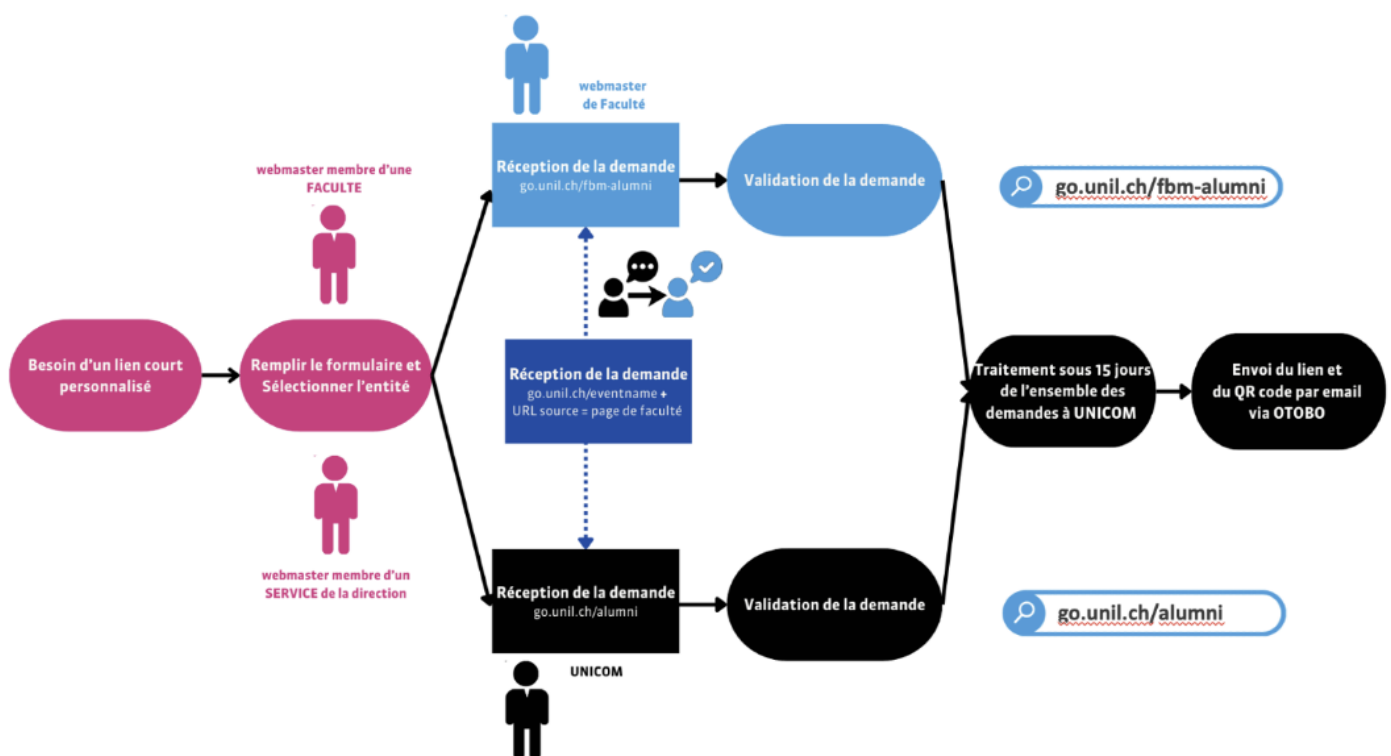 webmaster
de Faculté
webmaster membre d'une
FACULTE
Réception de la demande
go.unil.ch/fbm-alumni
Validation de la demande
go.unil.ch/fbm-alumni
Besoin d'un lien court
personnalisé
Remplir le formulaire et
Sélectionner l'entité
Réception de la demande
go.unil.ch/eventname +
URL source = page de faculté
Traitement sous 15 jours
de l'ensemble des
demandes à UNICOM
Envoi du lien et
du QR code par email
via OTOBO
webmaster membre d'un
SERVICE de la direction
Réception de la demande
go.unil.ch/alumni
Validation de la demande
go.unil.ch/alumni
UNICOM